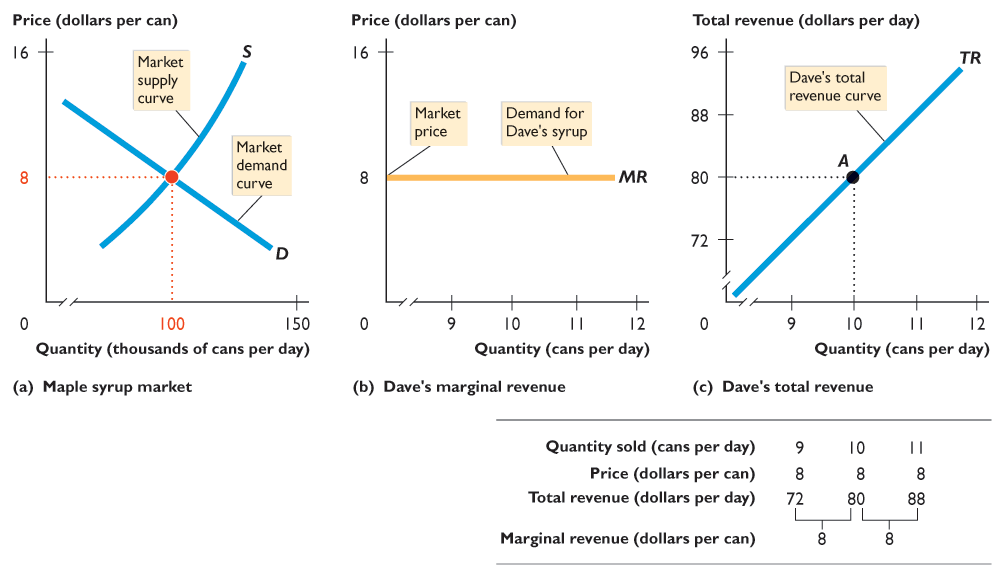 Price (dollars per can)
16
S
Market
supply
curve
Market
demand
curve
8
D
0
100
150
Quantity (thousands of cans per day)
(a) Maple syrup market
Price (dollars per can)
16
Market
price
Demand for
Dave's syrup
8
MR
0
9
10
11
12
Quantity (cans per day)
(b) Dave's marginal revenue
Total revenue (dollars per day)
96
TR
Dave's total
revenue curve
88
A
80
72
0
9
10
11
12
Quantity (cans per day)
(c) Dave's total revenue
Quantity sold (cans per day) 9 10 11
Price (dollars per can) 8 8 8
Total revenue (dollars per day) 72 80 88
Marginal revenue (dollars per can) 8 8